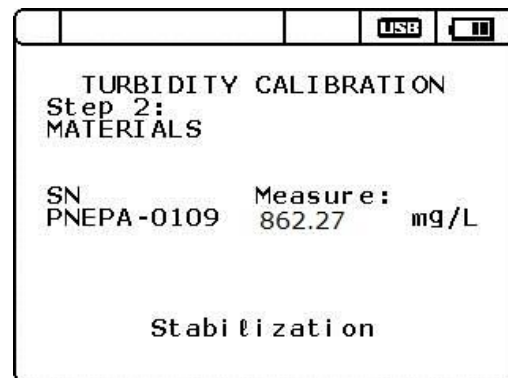 USB
TURBIDITY CALIBRATION
Step 2:
MATERIALS
SN Measure:
PNEPA-0109 862.27 mg/L
Stabilization